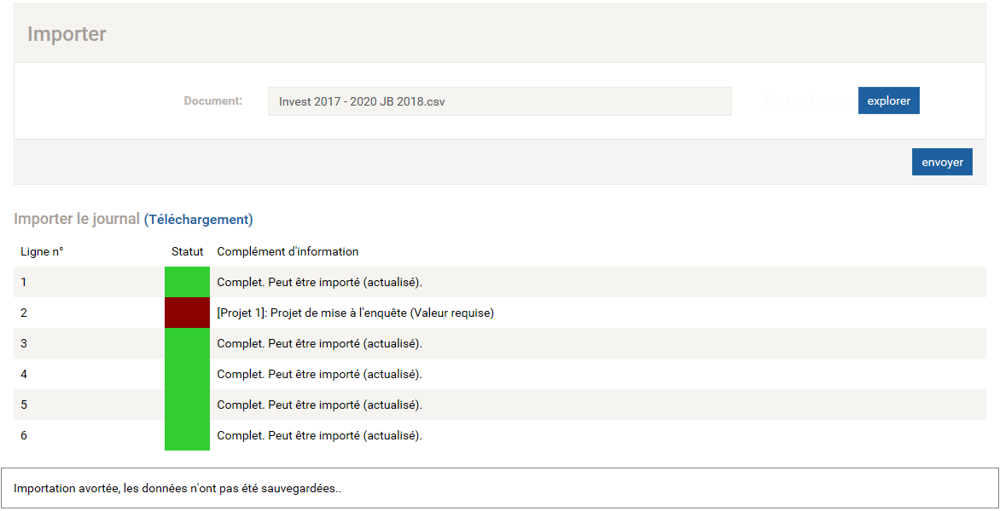 Importer
Document: Invest 2017 - 2020 JB 2018.csv explorer
envoyer
Importer le journal (Téléchargement)
Ligne n° Statut Complément d'information
1 Complet. Peut être importé (actualisé).
2 [Projet 1]: Projet de mise à l'enquête (Valeur requise)
3 Complet. Peut être importé (actualisé).
4 Complet. Peut être importé (actualisé).
5 Complet. Peut être importé (actualisé).
6 Complet. Peut être importé (actualisé).
Importation avortée, les données n'ont pas été sauvegardées..